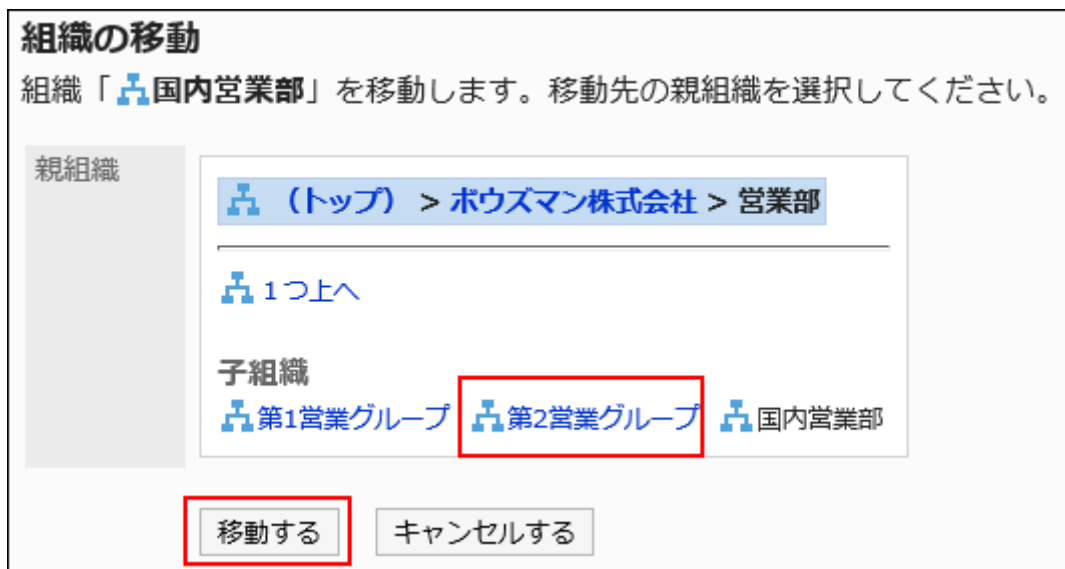 組織の移動
組織「国内営業部」を移動します。移動先の親組織を選択してください。
親組織
（トップ） > ボウズマン株式会社 > 営業部
1つ上へ
子組織
第1営業グループ 第2営業グループ 国内営業部
移動する キャンセルする